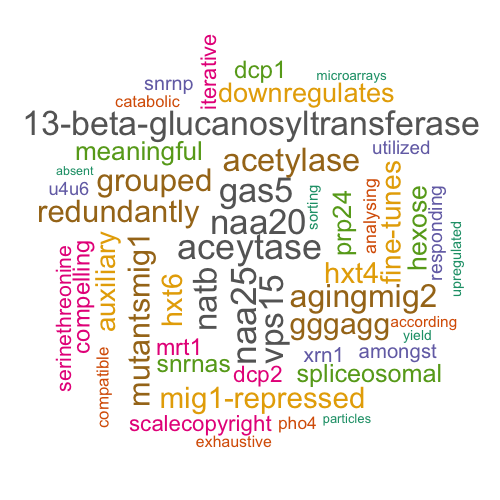 iterative
dcp1
microarrays
snrnp
catabolic
downregulates
13-beta-glucanosyltransferase
meaningful
utilized
absent
acetylase
u4u6
grouped
gas5
sorting
prp24
analysing
fine-tunes
hexose
responding
upregulated
redundantly
naa20
serinethreonine
compelling
auxiliary
aceytase
hxt6
natb
naa25
vps15
hxt4
mutantsmig1
agingmig2
compatible
gggagg
according
mrt1
xrn1
amongst
yield
snrnas
dcp2
spliceosomal
mig1-repressed
scalecopyright
pho4
particles
exhaustive